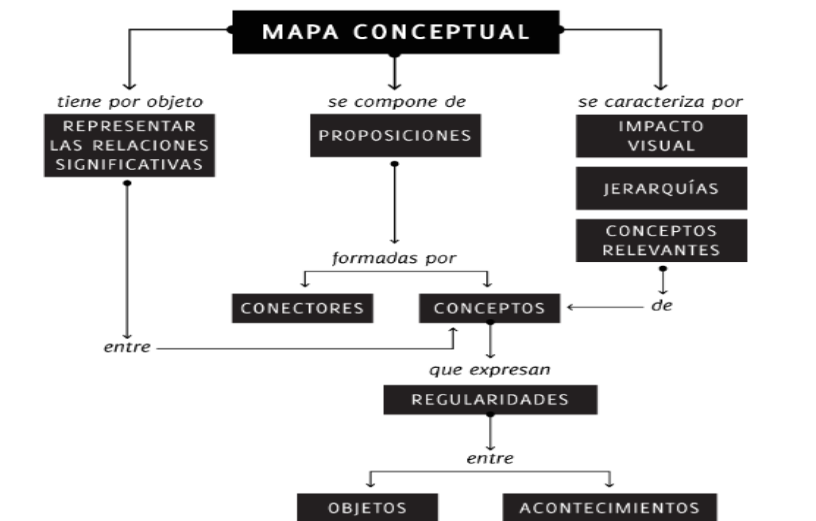 MAPA CONCEPTUAL
tiene por objeto
REPRESENTAR
LAS RELACIONES
SIGNIFICATIVAS
se compone de
PROPOSICIONES
se caracteriza por
IMPACTO
VISUAL
JERARQUÍAS
CONCEPTOS
RELEVANTES
formadas por
CONECTORES
CONCEPTOS
de
entre
que expresan
REGULARIDADES
entre
OBJETOS
ACONTECIMIENTOS